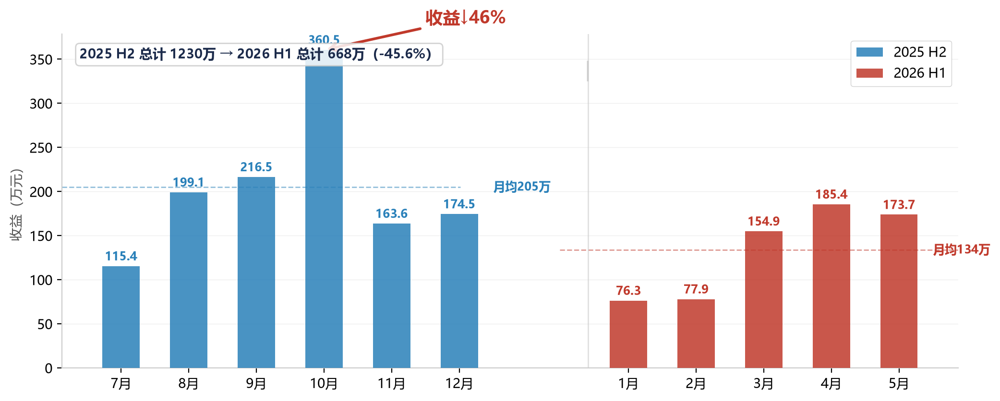 收益↓46%
360.5
2025 H2 总计 1230万 → 2026 H1 总计 668万（-45.6%）
2025 H2
2026 H1
收益（万元）
350
300
250
200
150
100
50
0
115.4
199.1
216.5
163.6
174.5
月均205万
76.3
77.9
154.9
185.4
173.7
月均134万
7月
8月
9月
10月
11月
12月
1月
2月
3月
4月
5月